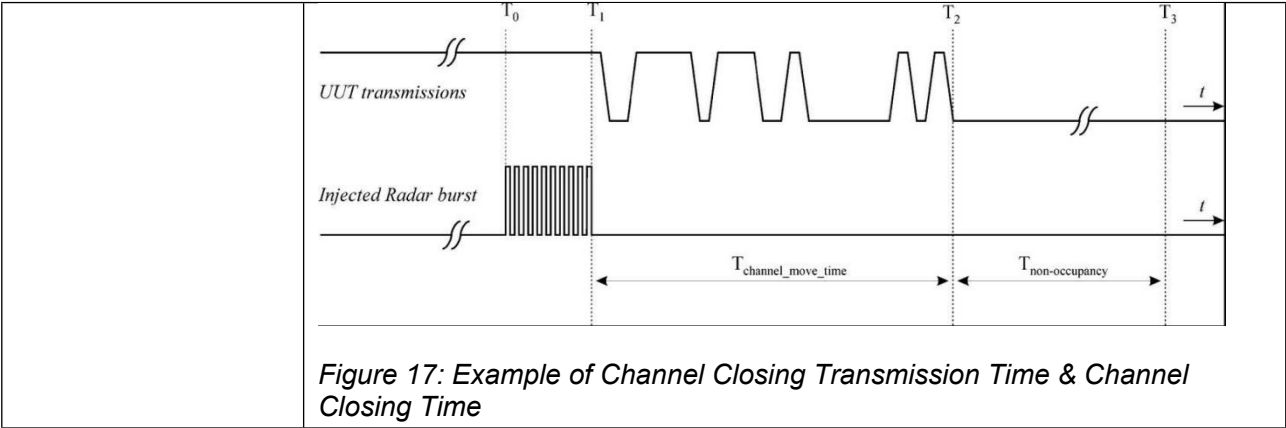 T0 T1 T2 T3
UUT transmissions
t
Injected Radar burst
t
Tchannel_move_time Tnon-occupancy
Figure 17: Example of Channel Closing Transmission Time & Channel
Closing Time